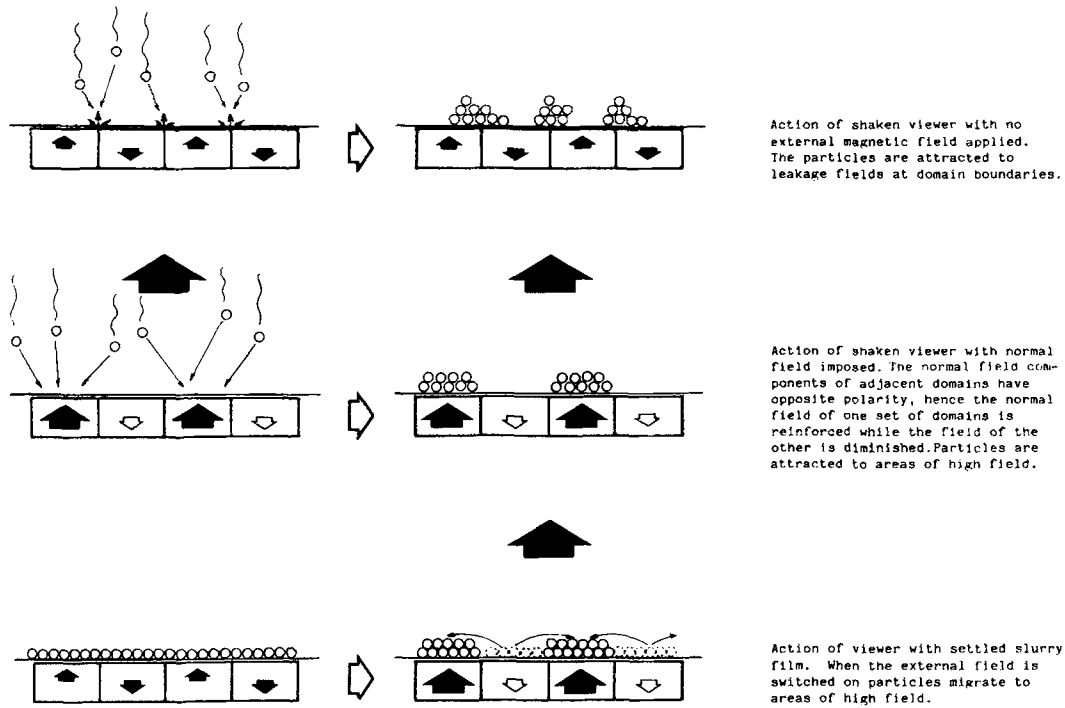 Action of shaken viewer with no
external magnetic field applied.
The particles are attracted to
leakage fields at domain boundaries.
Action of shaken viewer with normal
field imposed. The normal field com-
ponents of adjacent domains have
opposite polarity, hence the normal
field of one set of domains is
reinforced while the field of the
other is diminished.Particles are
attracted to areas of high field.
Action of viewer with settled slurry
film. When the external field is
switched on particles migrate to
areas of high field.